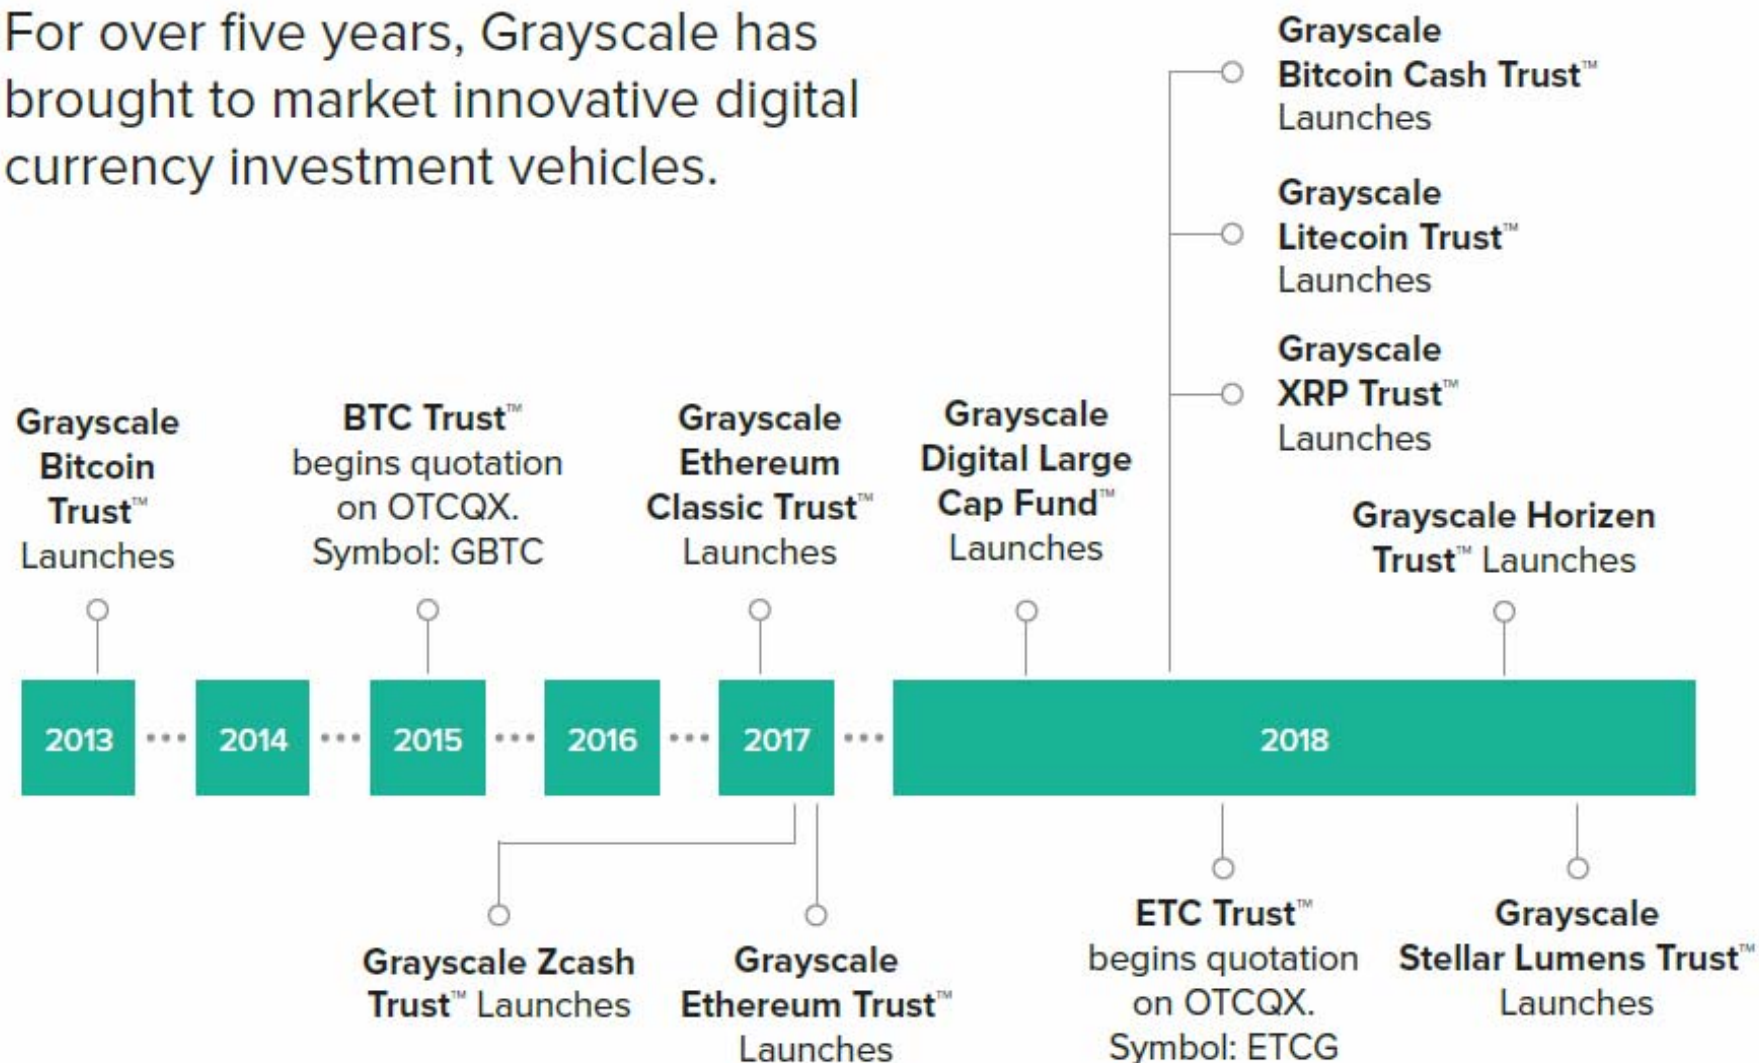 For over five years, Grayscale has
brought to market innovative digital
currency investment vehicles.
Grayscale
Bitcoin Cash Trust™
Launches
Grayscale
Litecoin Trust™
Launches
Grayscale
XRP Trust™
Launches
Grayscale
Bitcoin
Trust™
Launches
BTC Trust™
begins quotation
on OTCQX.
Symbol: GBTC
Grayscale
Ethereum
Classic Trust™
Launches
Grayscale
Digital Large
Cap Fund™
Launches
Grayscale Horizen
Trust™ Launches
2013
2014
2015
2016
2017
2018
Grayscale Zcash
Trust™ Launches
Grayscale
Ethereum Trust™
Launches
ETC Trust™
begins quotation
on OTCQX.
Symbol: ETCG
Grayscale
Stellar Lumens Trust™
Launches